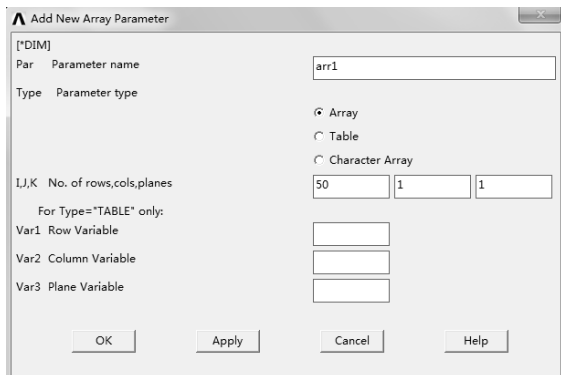 Add New Array Parameter
[*DIM]
Par Parameter name arr1
Type Parameter type
Array
Table
Character Array
I,J,K No. of rows,cols,planes 50 1 1
For Type="TABLE" only:
Var1 Row Variable
Var2 Column Variable
Var3 Plane Variable
OK Apply Cancel Help